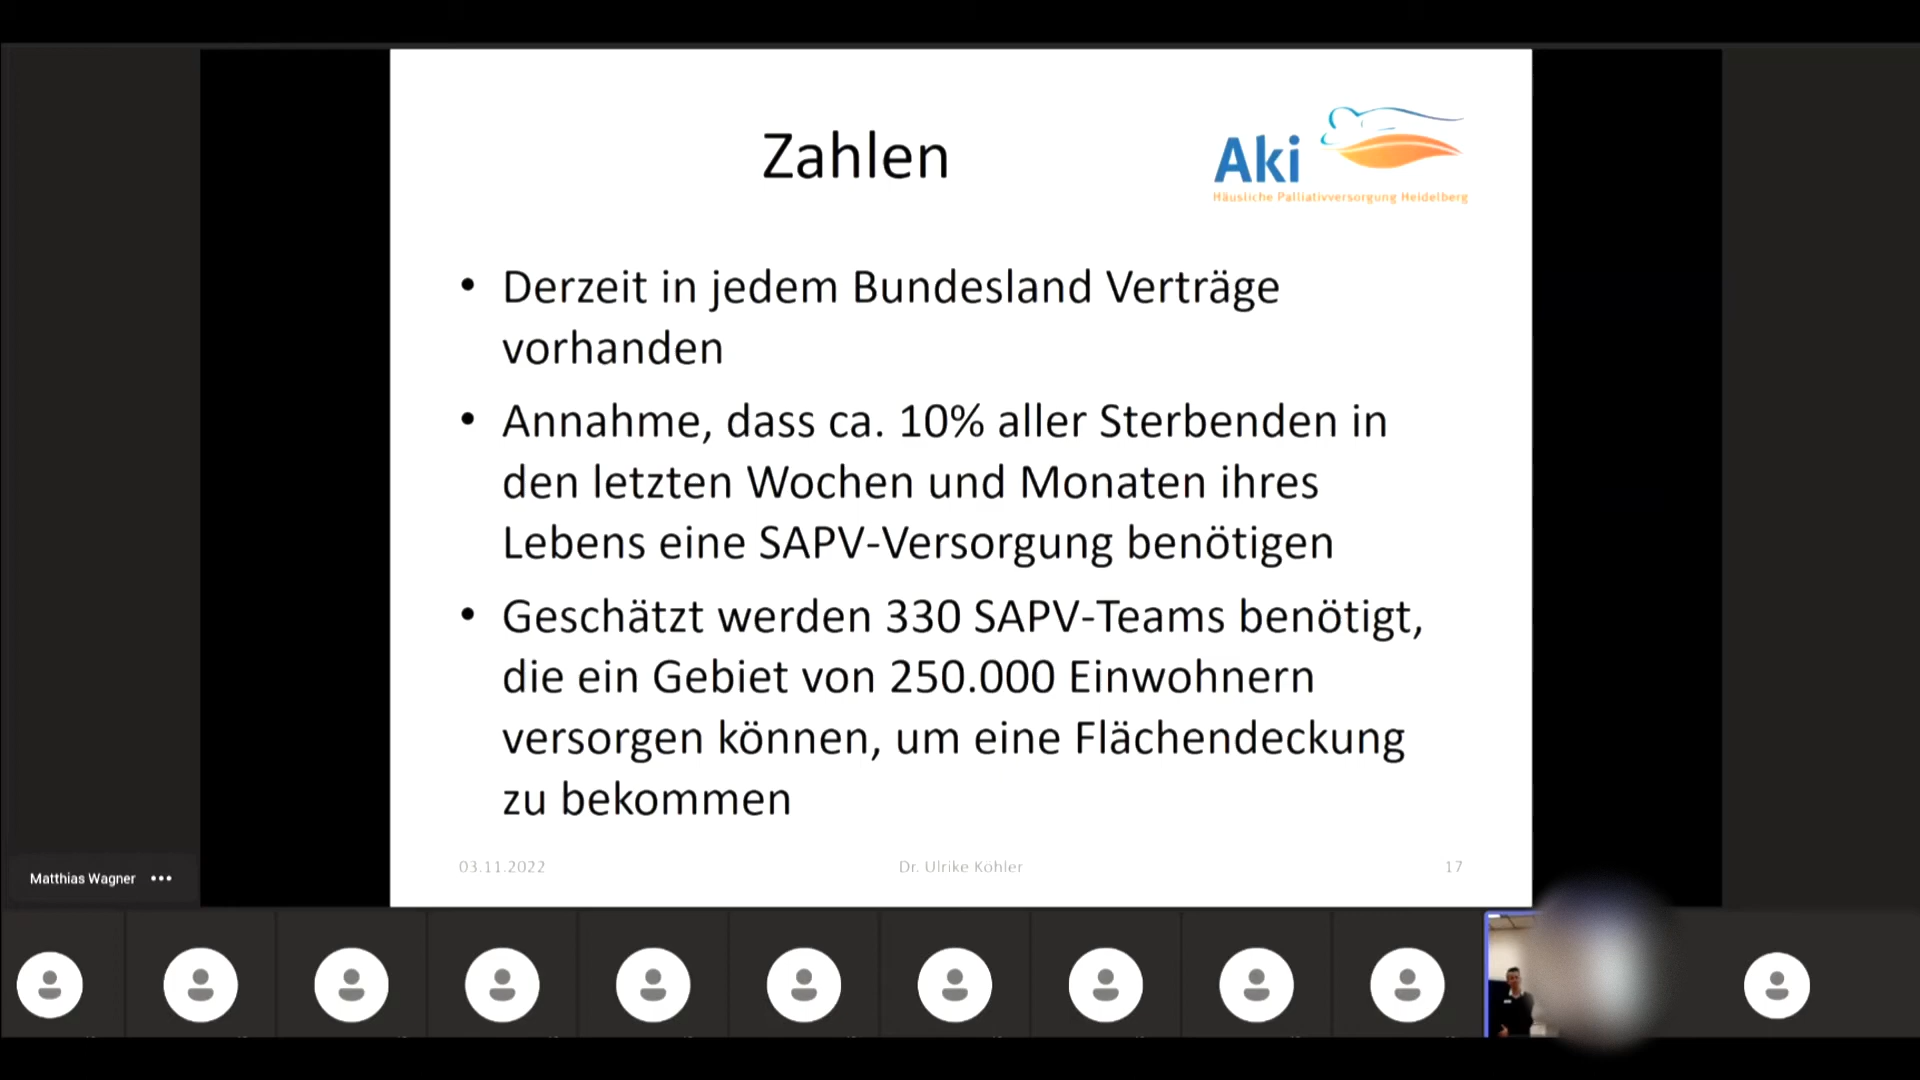 Zahlen
Aki
Häusliche Palliativversorgung Heidelberg
• Derzeit in jedem Bundesland Verträge
vorhanden
• Annahme, dass ca. 10% aller Sterbenden in
den letzten Wochen und Monaten ihres
Lebens eine SAPV-Versorgung benötigen
• Geschätzt werden 330 SAPV-Teams benötigt,
die ein Gebiet von 250.000 Einwohnern
versorgen können, um eine Flächendeckung
zu bekommen
03.11.2022
Dr. Ulrike Köhler
17
Matthias Wagner •••